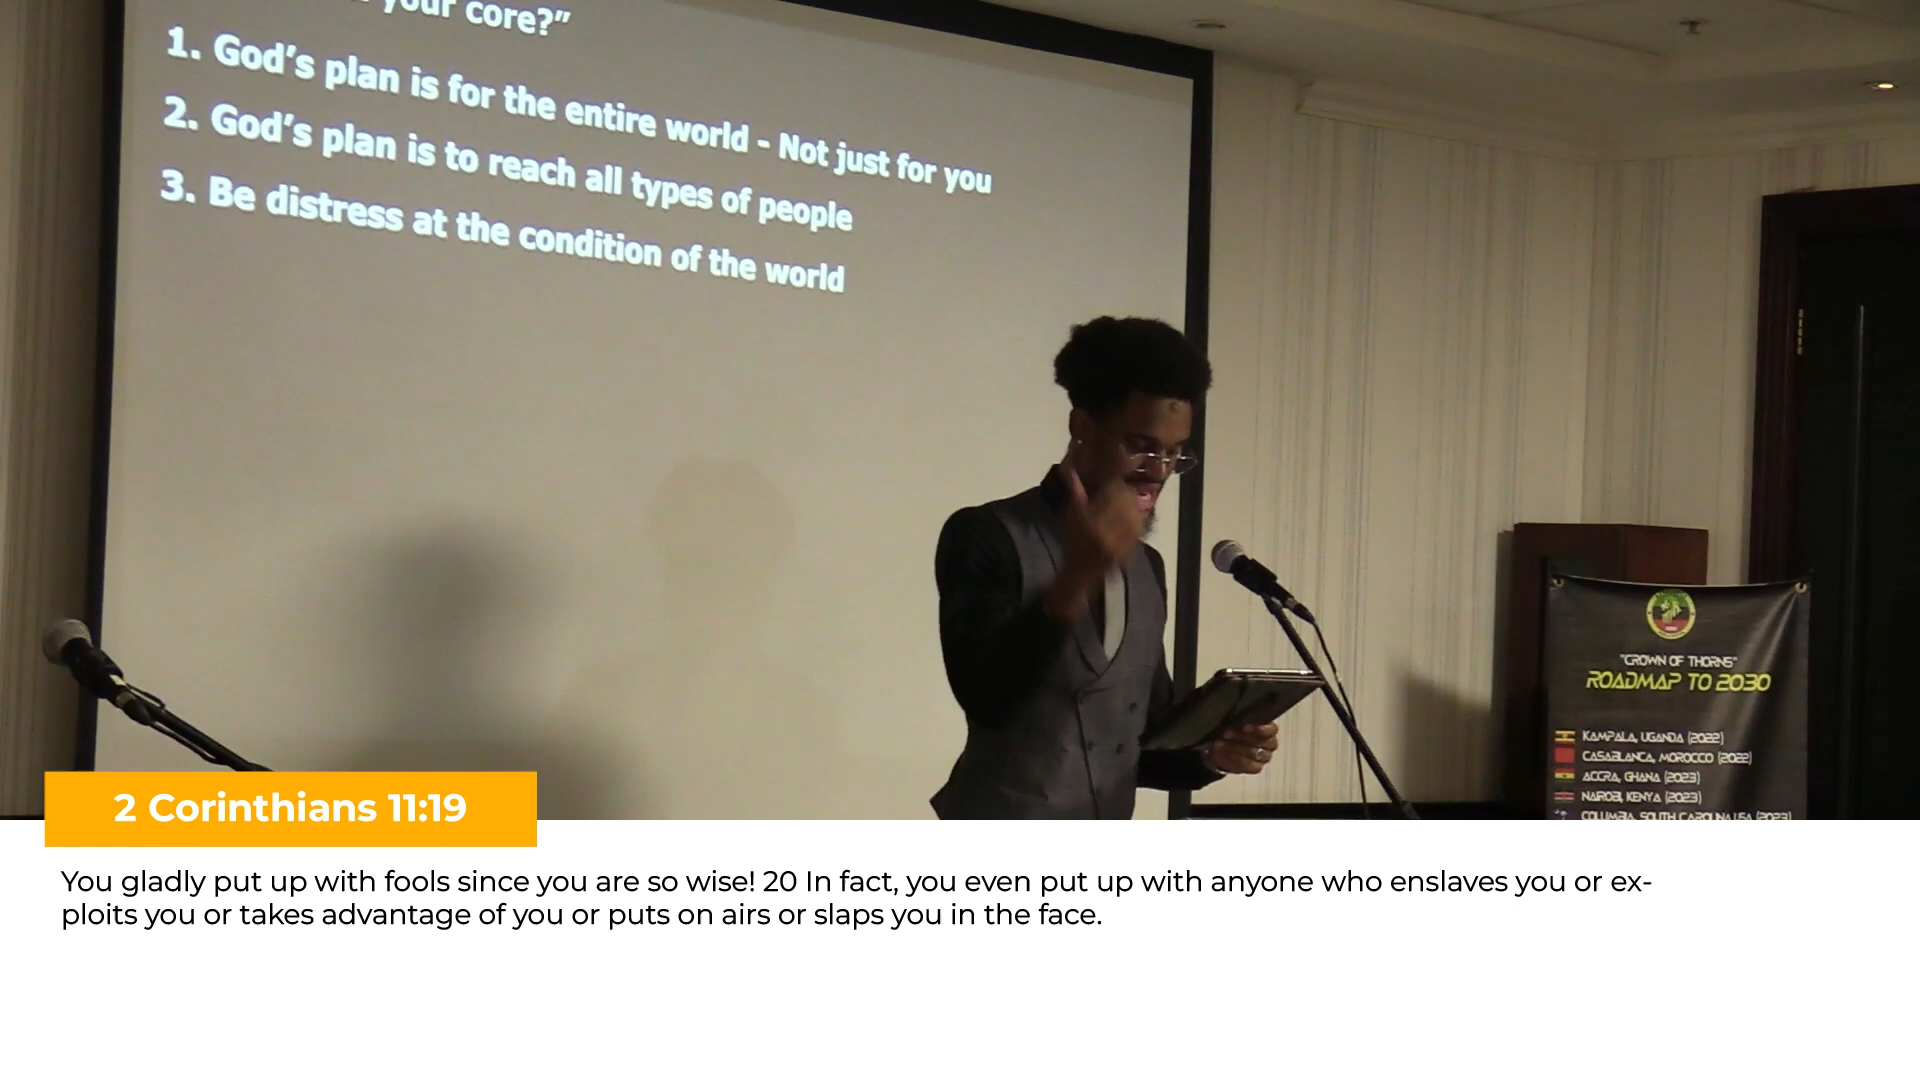 your core?”
1. God’s plan is for the entire world - Not just for you
2. God’s plan is to reach all types of people
3. Be distress at the condition of the world
"CROWN OF THORNS"
ROADMAP TO 2030
KAMPALA, UGANDA (2022)
CASABLANCA, MOROCCO (2022)
ACCRA, GHANA (2023)
NAIROBI, KENYA (2023)
COLUMBIA, SOUTH CAROLINA USA (2023)
2 Corinthians 11:19
You gladly put up with fools since you are so wise! 20 In fact, you even put up with anyone who enslaves you or ex-
ploits you or takes advantage of you or puts on airs or slaps you in the face.